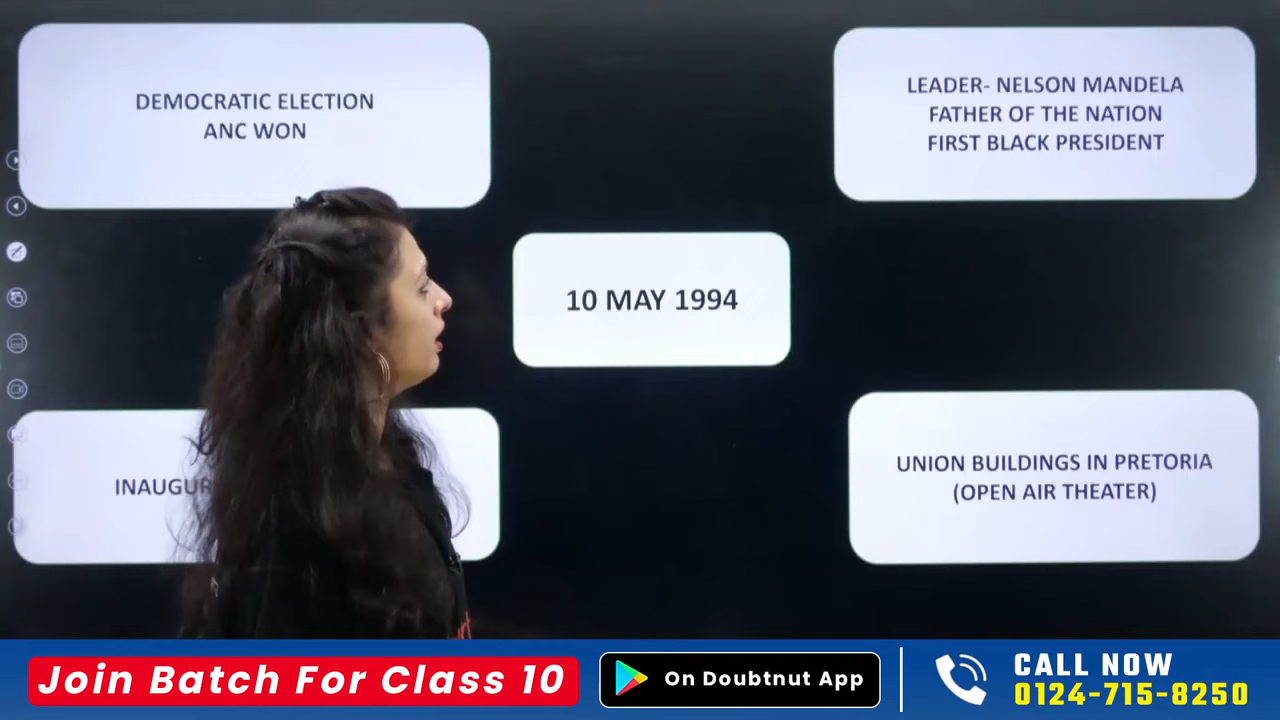 DEMOCRATIC ELECTION
ANC WON
LEADER- NELSON MANDELA
FATHER OF THE NATION
FIRST BLACK PRESIDENT
10 MAY 1994
UNION BUILDINGS IN PRETORIA
(OPEN AIR THEATER)
Join Batch For Class 10
On Doubtnut App
CALL NOW
0124-715-8250